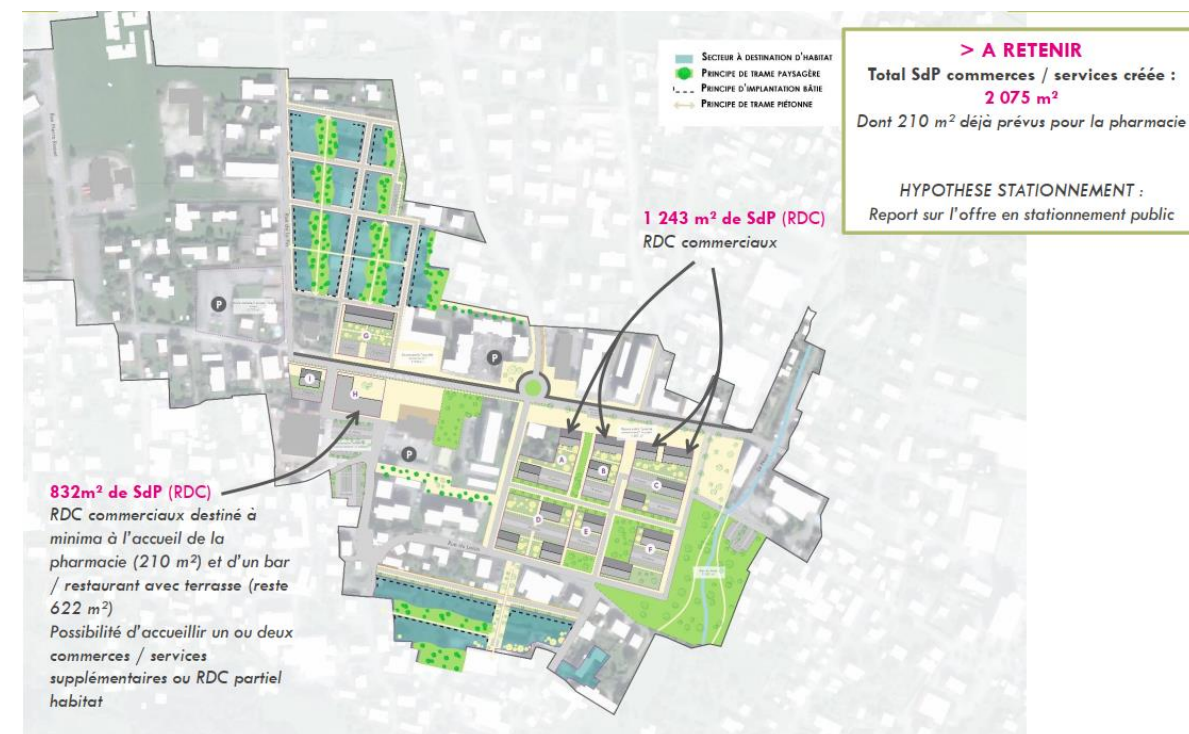 SECTEUR À DESTINATION D'HABITAT
PRINCIPE DE TRAME PAYSAGÈRE
PRINCIPE D'IMPLANTATION BÂTIE
PRINCIPE DE TRAME PIÉTONNE
> A RETENIR
Total SdP commerces / services créée :
2 075 m²
Dont 210 m² déjà prévus pour la pharmacie
HYPOTHESE STATIONNEMENT :
Report sur l'offre en stationnement public
1 243 m² de SdP (RDC)
RDC commerciaux
P
P
P
G
I
H
A
B
C
D
E
F
832m² de SdP (RDC)
RDC commerciaux destiné à
minima à l'accueil de la
pharmacie (210 m²) et d'un bar
/ restaurant avec terrasse (reste
622 m²)
Possibilité d'accueillir un ou deux
commerces / services
supplémentaires ou RDC partiel
habitat